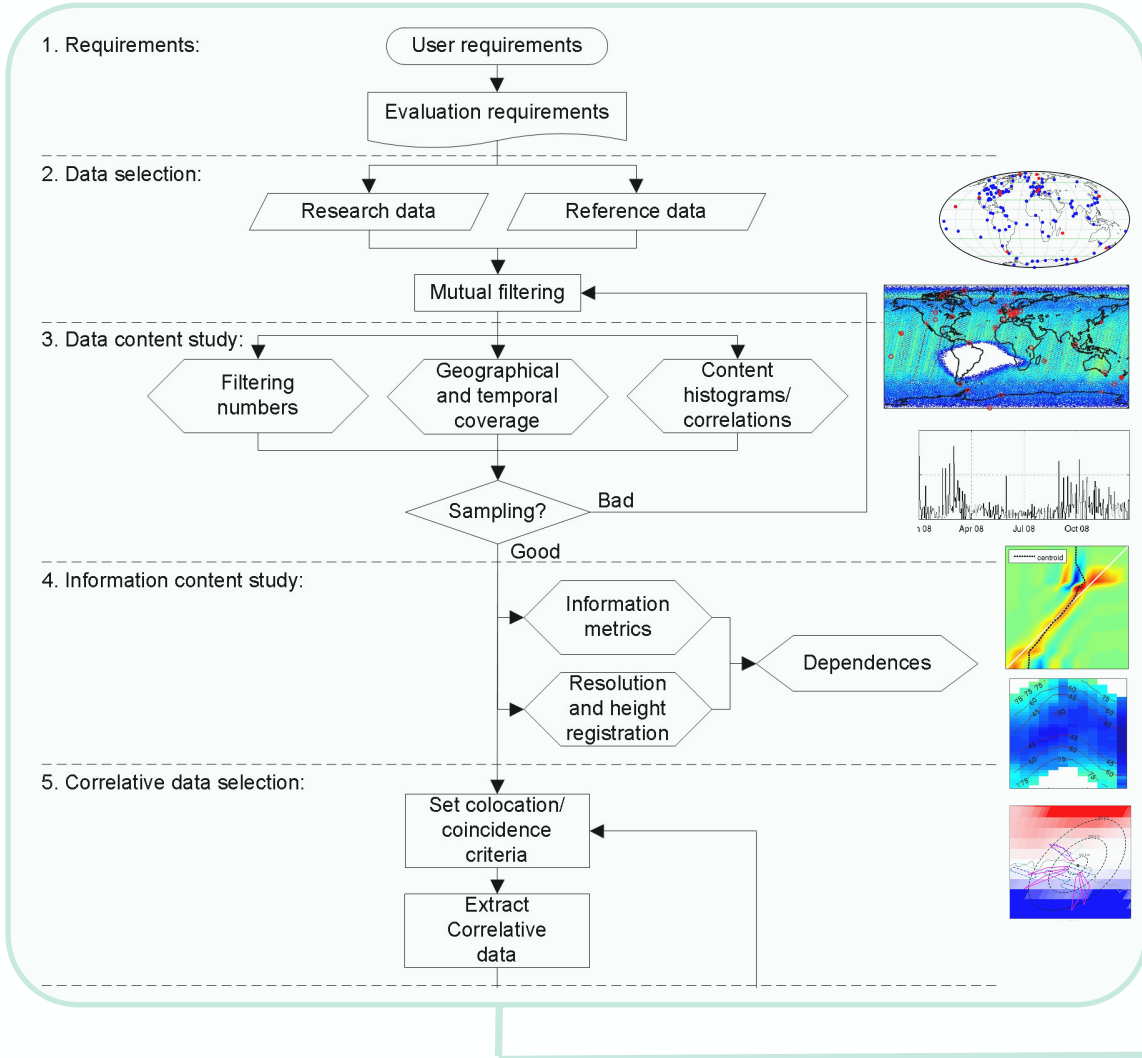 1. Requirements:
User requirements
Evaluation requirements
2. Data selection:
Research data
Reference data
Mutual filtering
3. Data content study:
Filtering
numbers
Geographical
and temporal
coverage
Content
histograms/
correlations
Sampling?
Bad
Good
Apr 08
Jul 08
Oct 08
4. Information content study:
Information
metrics
Resolution
and height
registration
Dependences
centroid
5. Correlative data selection:
Set colocation/
coincidence
criteria
Extract
Correlative
data